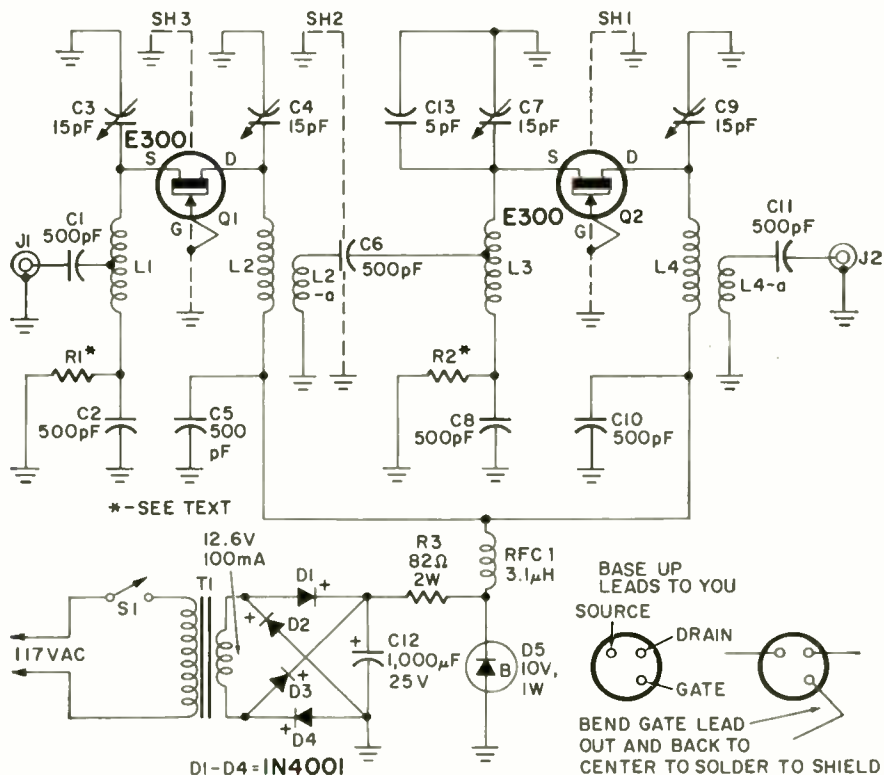 SH3
SH2
SH1
C3
15pF
C4
15pF
C13
5pF
C7
15pF
C9
15pF
E300
S
D
G
Q1
E300
S
D
G
Q2
J1
C1
500pF
L1
L2
L2
-a
C6
500pF
L3
L4
L4-a
C11
500pF
J2
R1*
C2
500pF
C5
500
pF
R2*
C8
500pF
C10
500pF
*-SEE TEXT
12.6V
100mA
T1
S1
117VAC
D1
+
D2
+
D3
+
D4
+
D1-D4=1N4001
+
C12
1,000µF
25V
R3
82Ω
2W
RFC1
3.1µH
B
D5
10V,
1W
BASE UP
LEADS TO YOU
SOURCE
DRAIN
GATE
BEND GATE LEAD
OUT AND BACK TO
CENTER TO SOLDER TO SHIELD